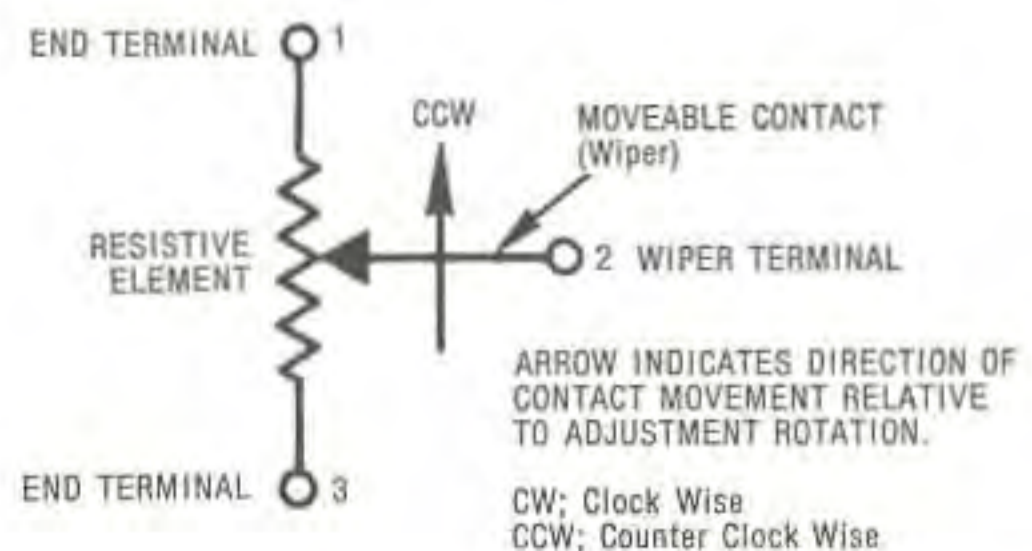 END TERMINAL 1
CCW
MOVEABLE CONTACT
(Wiper)
RESISTIVE
ELEMENT
2 WIPER TERMINAL
ARROW INDICATES DIRECTION OF
CONTACT MOVEMENT RELATIVE
TO ADJUSTMENT ROTATION.
END TERMINAL 3
CW; Clock Wise
CCW; Counter Clock Wise